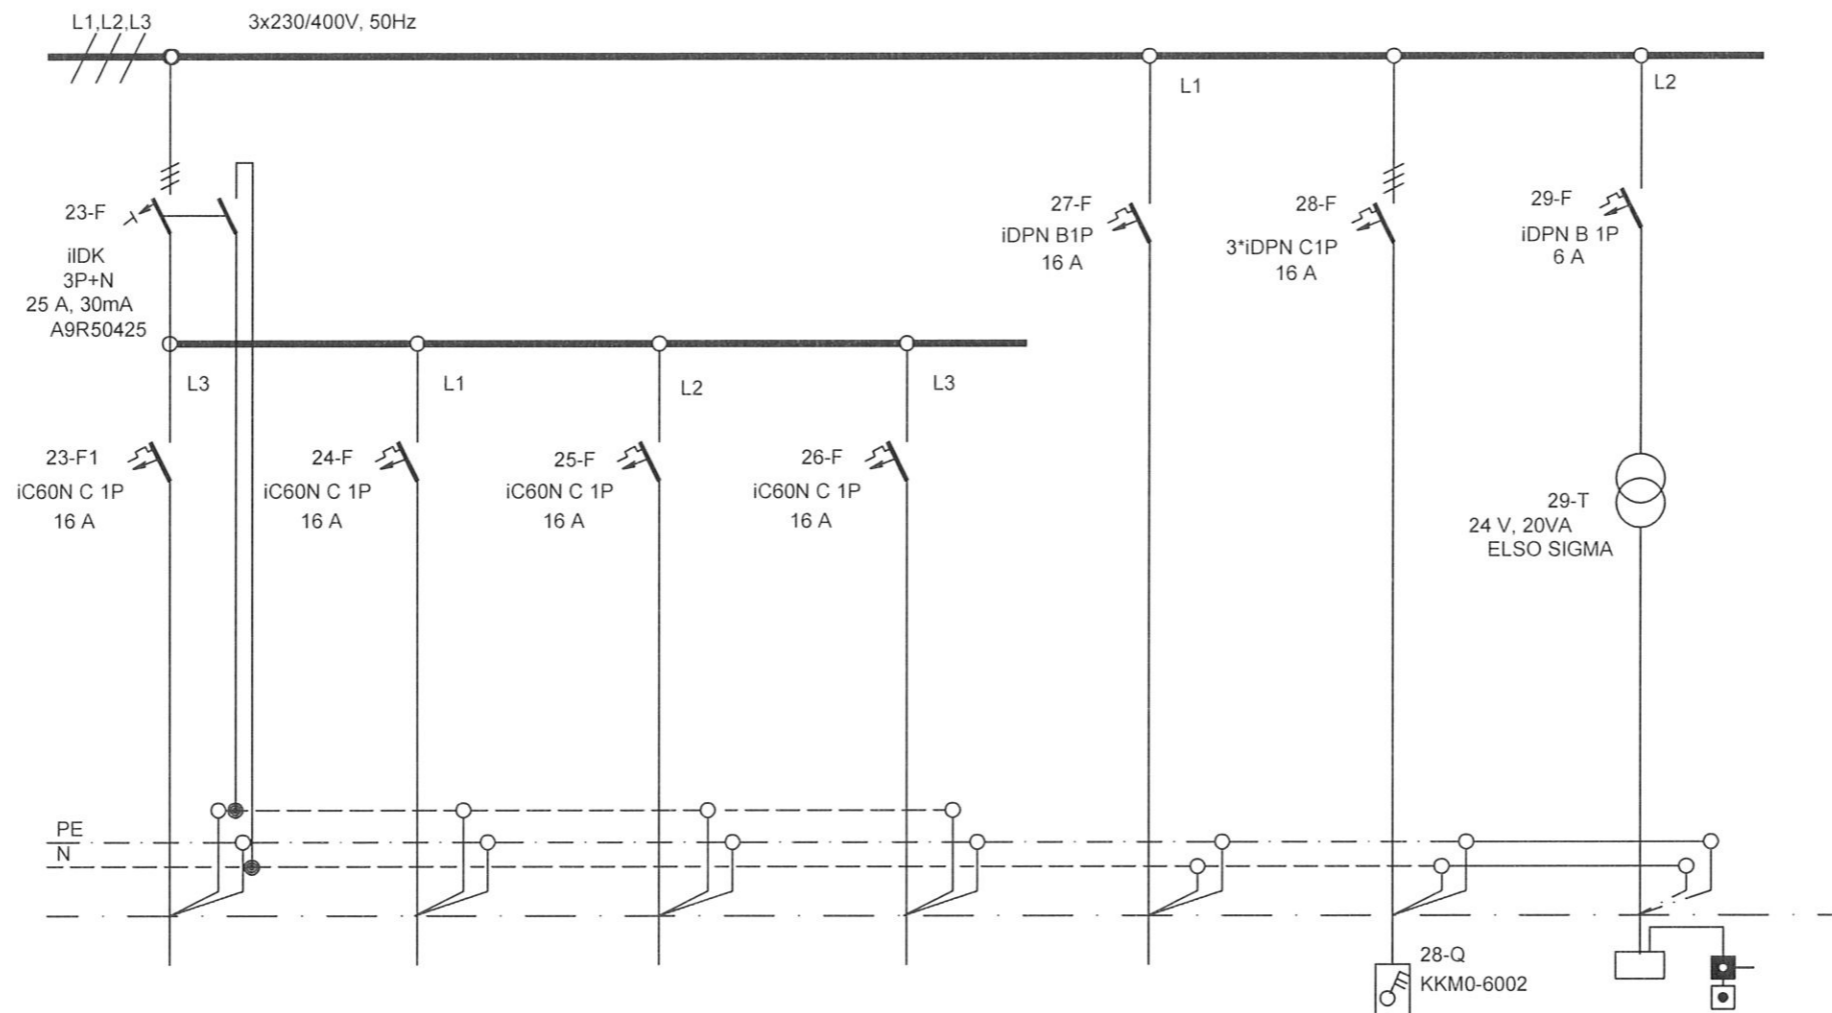 L1,L2,L3
3x230/400V, 50Hz
L1
L2
23-F
iIDK
3P+N
25 A, 30mA
A9R50425
27-F
iDPN B1P
16 A
28-F
3*iDPN C1P
16 A
29-F
iDPN B 1P
6 A
L3
L1
L2
L3
23-F1
iC60N C 1P
16 A
24-F
iC60N C 1P
16 A
25-F
iC60N C 1P
16 A
26-F
iC60N C 1P
16 A
29-T
24 V, 20VA
ELSO SIGMA
PE
N
28-Q
KKM0-6002